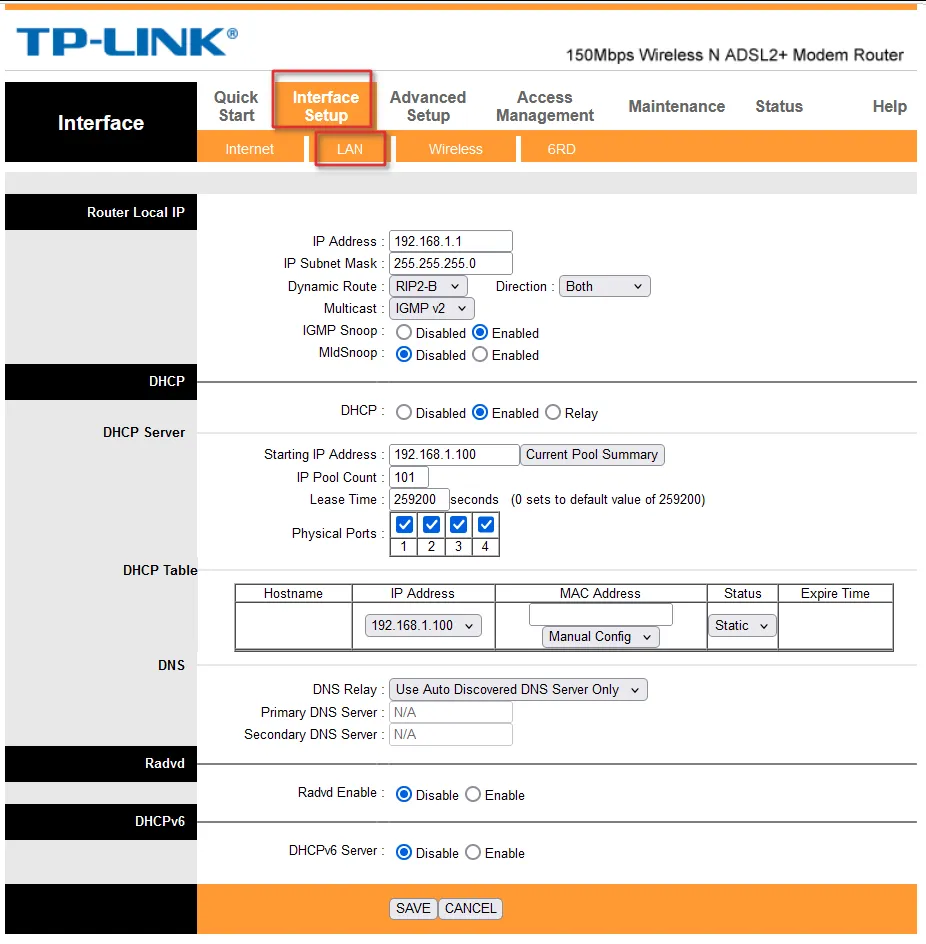 TP-LINK®
150Mbps Wireless N ADSL2+ Modem Router
Interface
Quick Start
Interface Setup
Advanced Setup
Access Management
Maintenance
Status
Help
Internet
LAN
Wireless
6RD
Router Local IP
IP Address : 192.168.1.1
IP Subnet Mask : 255.255.255.0
Dynamic Route : RIP2-B Direction : Both
Multicast : IGMP v2
IGMP Snoop : Disabled Enabled
MldSnoop : Disabled Enabled
DHCP
DHCP : Disabled Enabled Relay
DHCP Server
Starting IP Address : 192.168.1.100 Current Pool Summary
IP Pool Count : 101
Lease Time : 259200 seconds (0 sets to default value of 259200)
Physical Ports :
1 2 3 4
DHCP Table
Hostname IP Address MAC Address Status Expire Time
192.168.1.100 Manual Config Static
DNS
DNS Relay : Use Auto Discovered DNS Server Only
Primary DNS Server : N/A
Secondary DNS Server : N/A
Radvd
Radvd Enable : Disable Enable
DHCPv6
DHCPv6 Server : Disable Enable
SAVE CANCEL